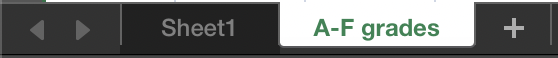 Sheet1 A-F grades +